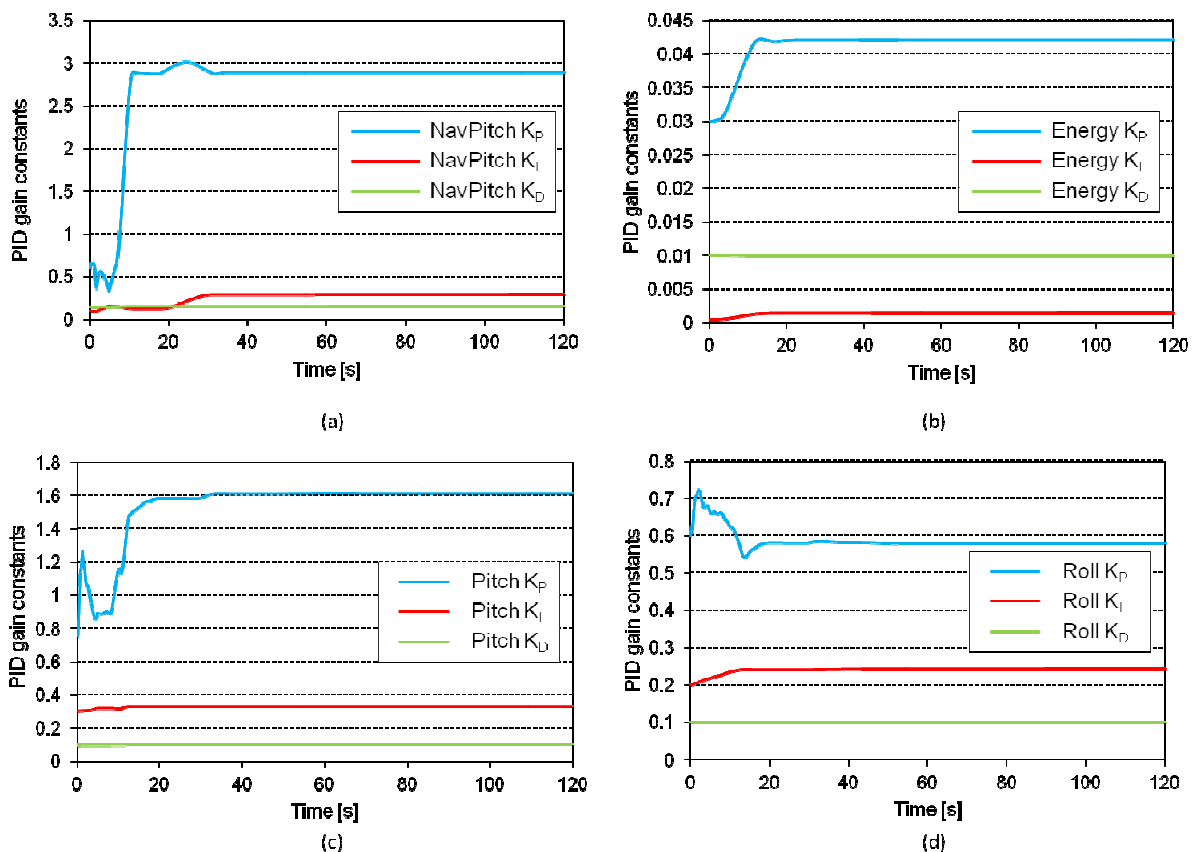 3.5
3
2.5
2
1.5
1
0.5
0
0 20 40 60 80 100 120
PID gain constants
Time [s]
NavPitch KP
NavPitch KI
NavPitch KD
(a)
0.045
0.04
0.035
0.03
0.025
0.02
0.015
0.01
0.005
0
0 20 40 60 80 100 120
PID gain constants
Time [s]
Energy KP
Energy KI
Energy KD
(b)
1.8
1.6
1.4
1.2
1
0.8
0.6
0.4
0.2
0
0 20 40 60 80 100 120
PID gain constants
Time [s]
Pitch KP
Pitch KI
Pitch KD
(c)
0.8
0.7
0.6
0.5
0.4
0.3
0.2
0.1
0
0 20 40 60 80 100 120
PID gain constants
Time [s]
Roll KP
Roll KI
Roll KD
(d)